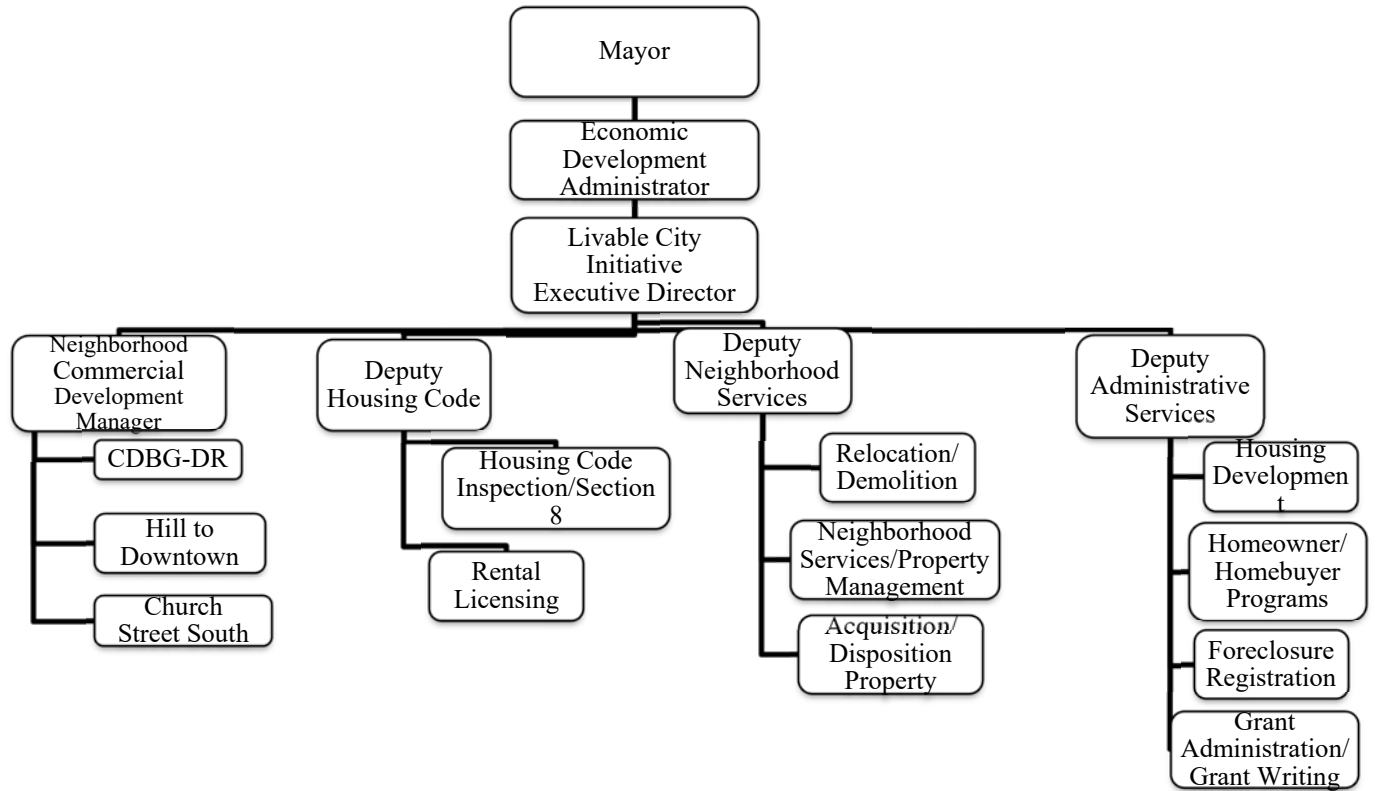 Mayor
Economic
Development
Administrator
Livable City
Initiative
Executive Director
Neighborhood
Commercial
Development
Manager
CDBG-DR
Hill to
Downtown
Church
Street South
Deputy
Housing Code
Housing Code
Inspection/Section
8
Rental
Licensing
Deputy
Neighborhood
Services
Relocation/
Demolition
Neighborhood
Services/Property
Management
Acquisition/
Disposition
Property
Deputy
Administrative
Services
Housing
Developmen
t
Homeowner/
Homebuyer
Programs
Foreclosure
Registration
Grant
Administration/
Grant Writing